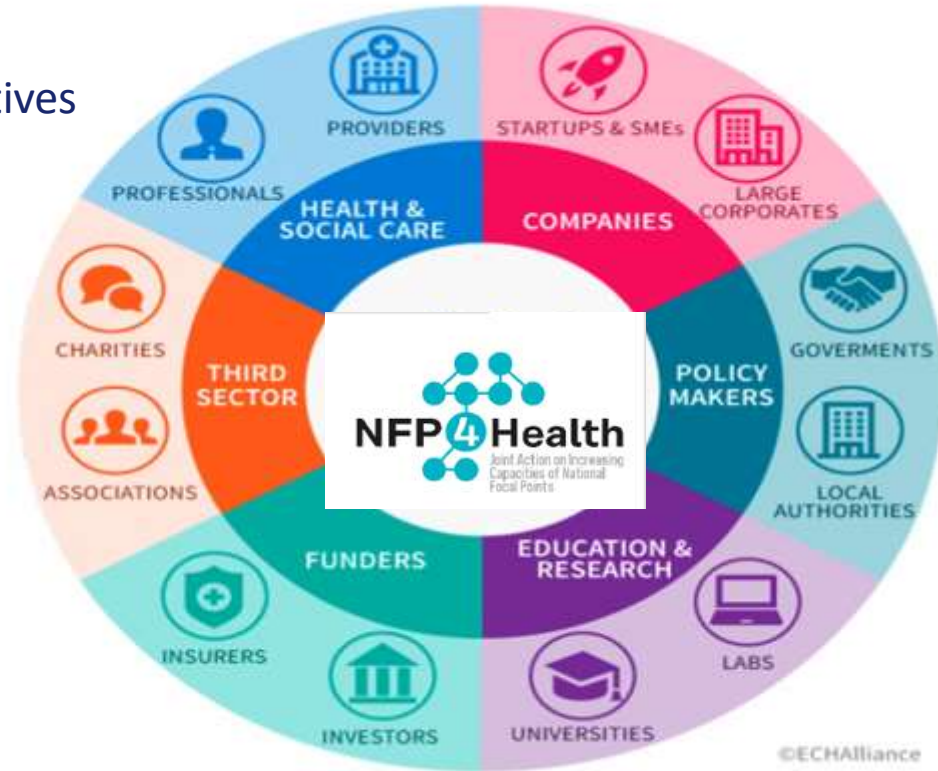 tives
PROVIDERS
STARTUPS & SMEs
PROFESSIONALS
LARGE
CORPORATES
HEALTH &
SOCIAL CARE
COMPANIES
CHARITIES
GOVERMENTS
THIRD
SECTOR
POLICY
MAKERS
NFP4Health
Joint Action on Increasing
Capacities of National
Focal Points
ASSOCIATIONS
LOCAL
AUTHORITIES
FUNDERS
EDUCATION &
RESEARCH
INSURERS
LABS
INVESTORS
UNIVERSITIES
©ECHAlliance